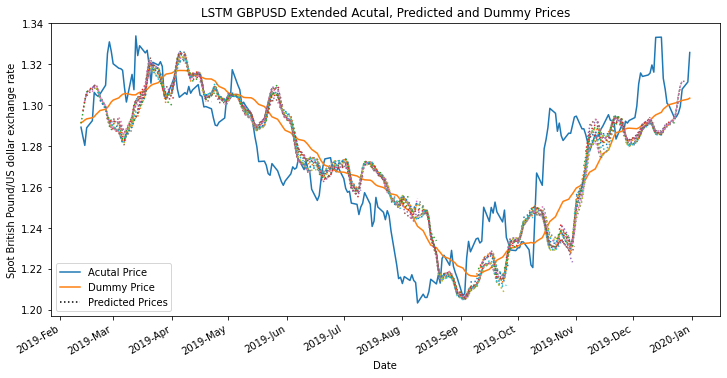 LSTM GBPUSD Extended Acutal, Predicted and Dummy Prices
Spot British Pound/US dollar exchange rate
1.34
1.32
1.30
1.28
1.26
1.24
1.22
1.20
Acutal Price
Dummy Price
Predicted Prices
2019-Feb
2019-Mar
2019-Apr
2019-May
2019-Jun
2019-Jul
2019-Aug
2019-Sep
2019-Oct
2019-Nov
2019-Dec
2020-Jan
Date